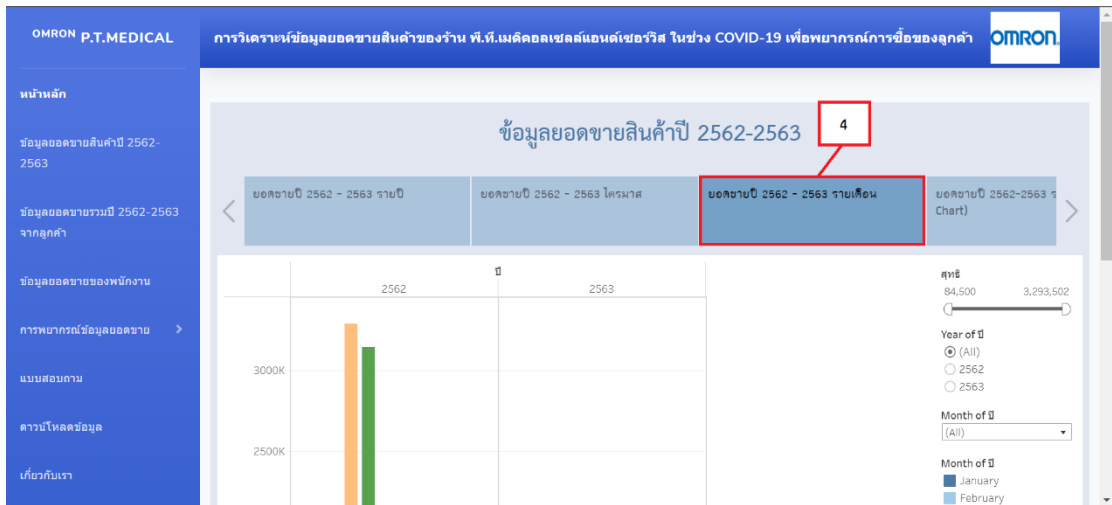 OMRON P.T.MEDICAL
การวิเคราะห์ข้อมูลยอดขายสินค้าของร้าน พี.ที.เมดิคอลเซลล์แอนด์เซอร์วิส ในช่วง COVID-19 เพื่อพยากรณ์การซื้อของลูกค้า
OMRON
หน้าหลัก
ข้อมูลยอดขายสินค้าปี 2562-
2563
ข้อมูลยอดขายรวมปี 2562-2563
จากลูกค้า
ข้อมูลยอดขายของพนักงาน
การพยากรณ์ข้อมูลยอดขาย
แบบสอบถาม
ดาวน์โหลดข้อมูล
เกี่ยวกับเรา
ข้อมูลยอดขายสินค้าปี 2562-2563
4
ยอดขายปี 2562 - 2563 รายปี
ยอดขายปี 2562 - 2563 ไตรมาส
ยอดขายปี 2562 - 2563 รายเดือน
ยอดขายปี 2562-2563 ร
Chart)
ปี
2562
2563
3000K
2500K
สุทธิ
84,500
3,293,502
Year of ปี
(All)
2562
2563
Month of ปี
(All)
Month of ปี
January
February